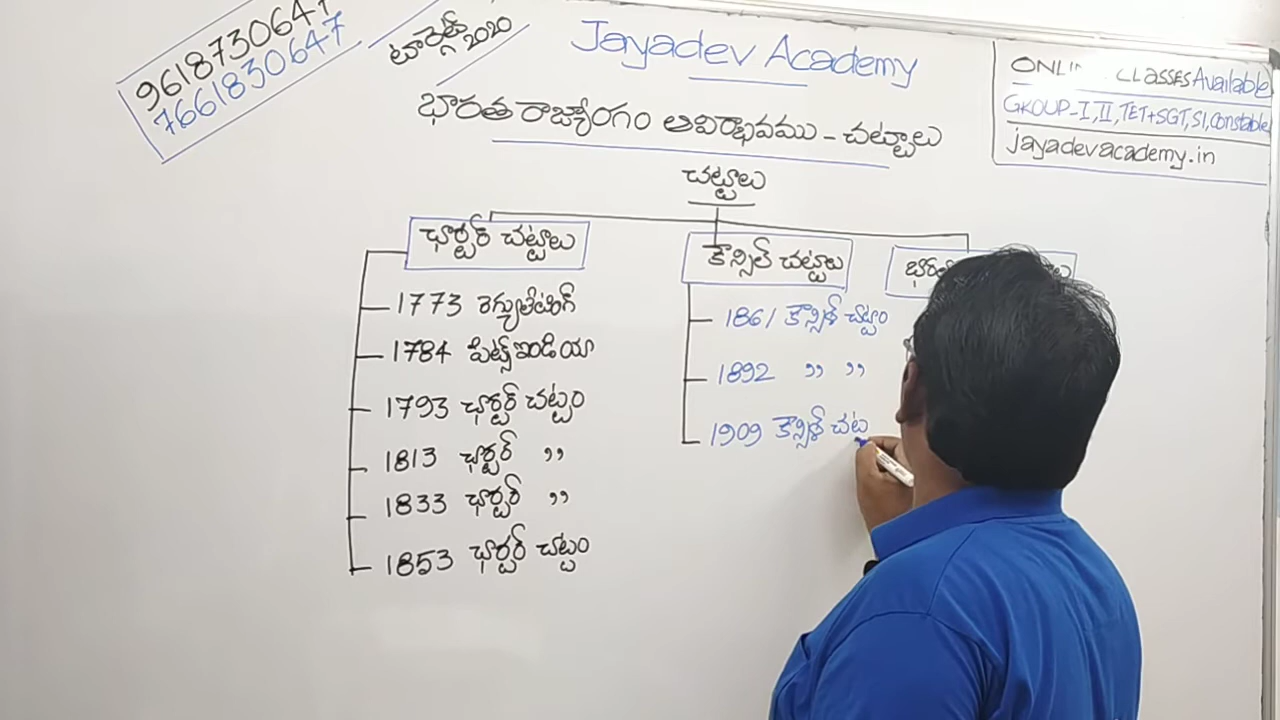 9618730647
7661830647
టార్గెట్ 2020
Jayadev Academy
ONLINE CLASSES Available
GROUP-I, II, TET+SGT, SI, Constable
jayadevacademy.in
భారత రాజ్యాంగం ఆవిర్భావము - చట్టాలు
చట్టాలు
ఛార్టర్ చట్టాలు
1773 రెగ్యులేటింగ్
1784 పిట్స్ ఇండియా
1793 ఛార్టర్ చట్టం
1813 ఛార్టర్ ,,
1833 ఛార్టర్ ,,
1853 ఛార్టర్ చట్టం
కౌన్సిల్ చట్టాలు
1861 కౌన్సిల్ చట్టం
1892 ,, ,,
1909 కౌన్సిల్ చట్ట